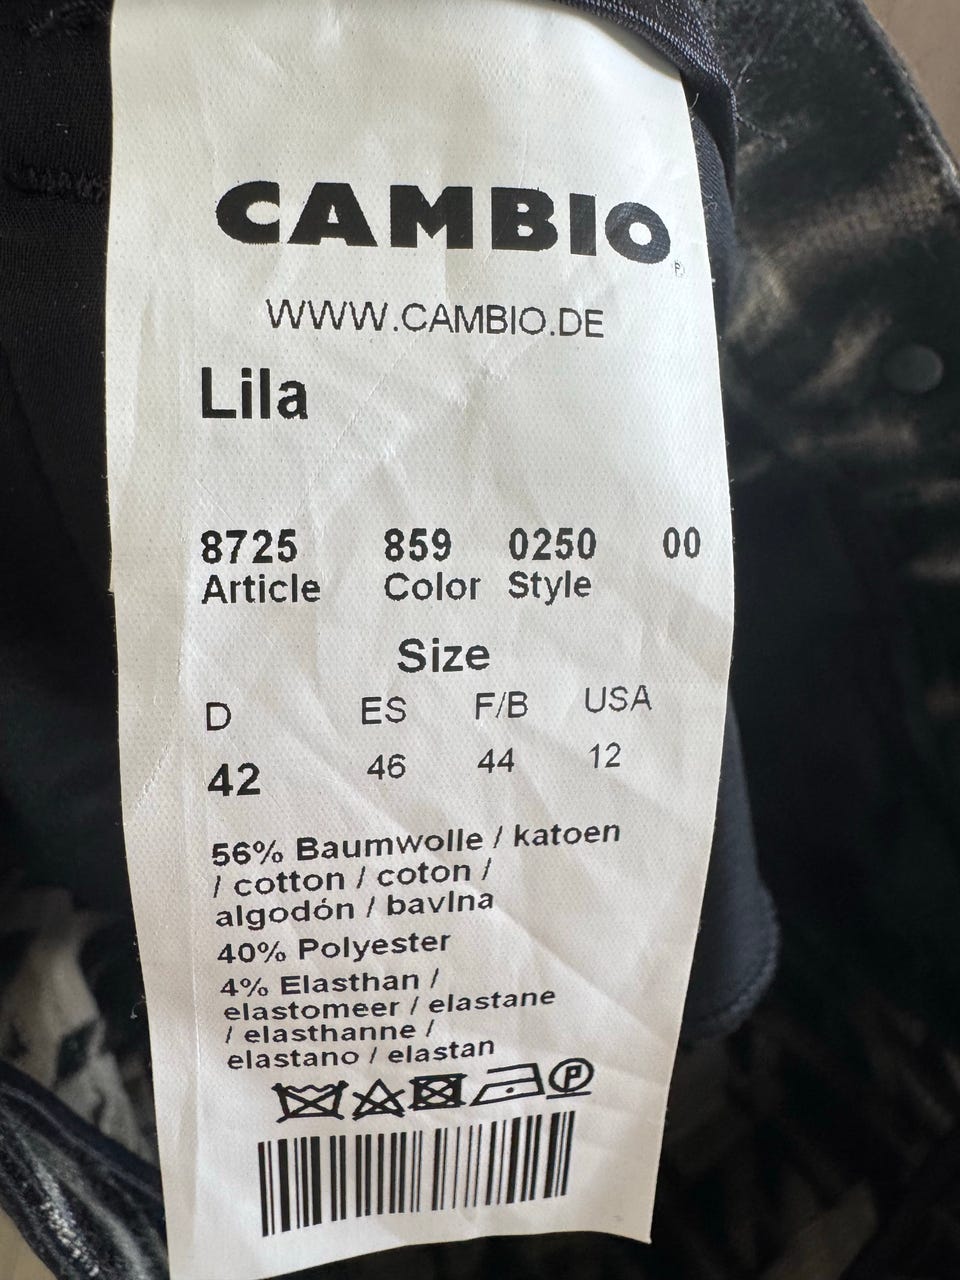 CAMBIO
WWW.CAMBIO.DE
Lila
8725 859 0250 00
Article Color Style
Size
D ES F/B USA
42 46 44 12
56% Baumwolle / katoen
/ cotton / coton /
algodón / bavlna
40% Polyester
4% Elasthan /
elastomeer / elastane
/ elasthanne /
elastano / elastan
P